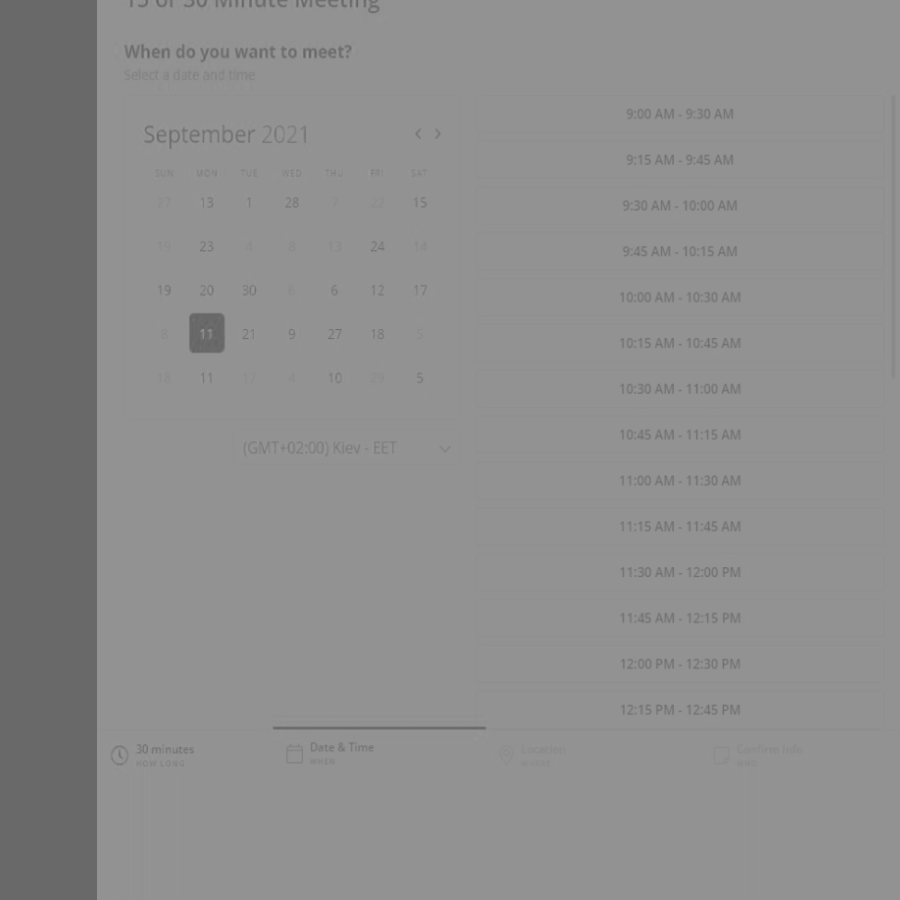 15 or 30 Minute Meeting
When do you want to meet?
Select a date and time
September 2021
SUN MON TUE WED THU FRI SAT
27 13 1 28 7 22 15
23 4 3 13 24 14
19 20 30 6 6 12 17
11 21 9 27 18
18 11 17 4 10 29 5
(GMT+02:00) Kiev - EET
9:00 AM - 9:30 AM
9:15 AM - 9:45 AM
9:30 AM - 10:00 AM
9:45 AM - 10:15 AM
10:00 AM - 10:30 AM
10:15 AM - 10:45 AM
10:30 AM - 11:00 AM
10:45 AM - 11:15 AM
11:00 AM - 11:30 AM
11:15 AM - 11:45 AM
11:30 AM - 12:00 PM
11:45 AM - 12:15 PM
12:00 PM - 12:30 PM
12:15 PM - 12:45 PM
30 minutes
HOW LONG
Date & Time
WHEN
Location
Confirm Info